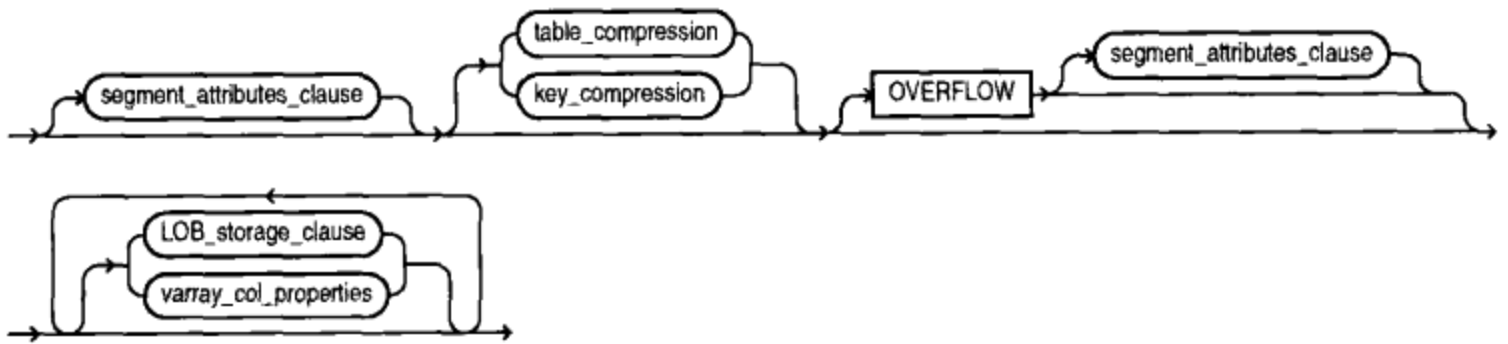 table_compression
segment_attributes_clause
segment_attributes_clause key_compression OVERFLOW
LOB_storage_clause
varray_col_properties